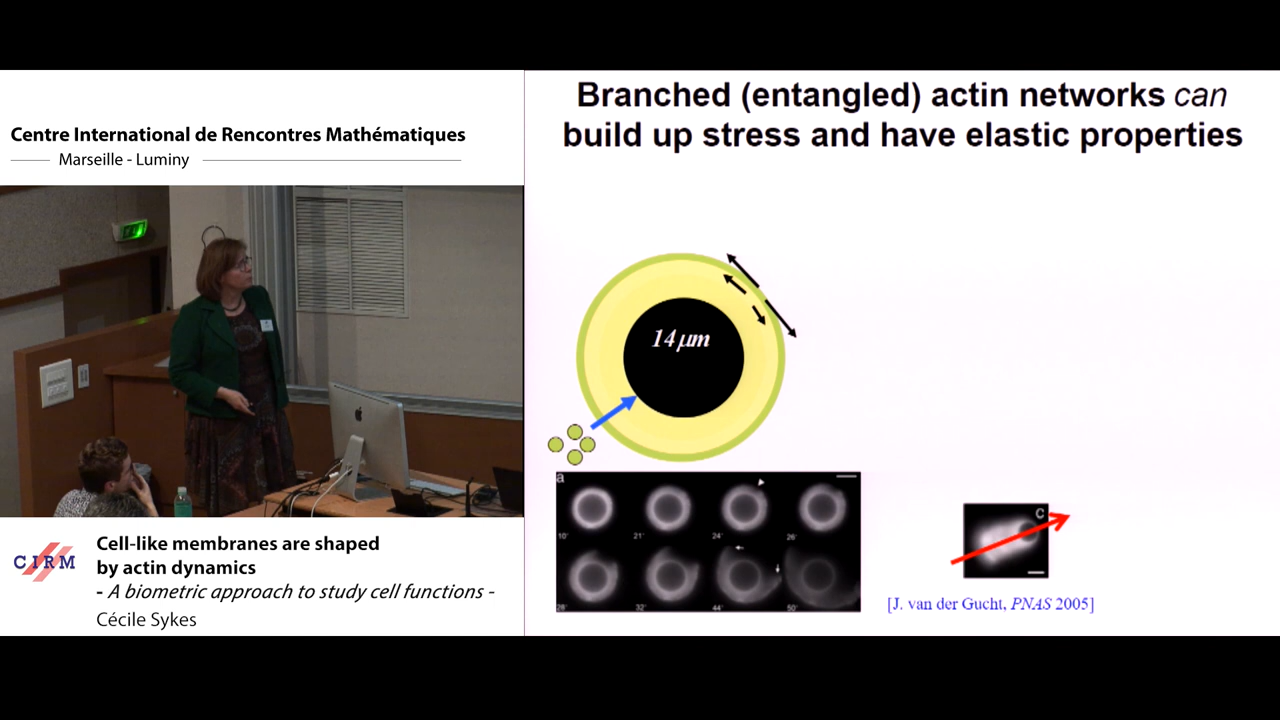 Centre International de Rencontres Mathématiques
Marseille - Luminy
CIRM
Cell-like membranes are shaped
by actin dynamics
- A biometric approach to study cell functions -
Cécile Sykes
Branched (entangled) actin networks can
build up stress and have elastic properties
14 µm
a
10'
21'
24'
26'
28'
32'
44'
50'
C
[J. van der Gucht, PNAS 2005]